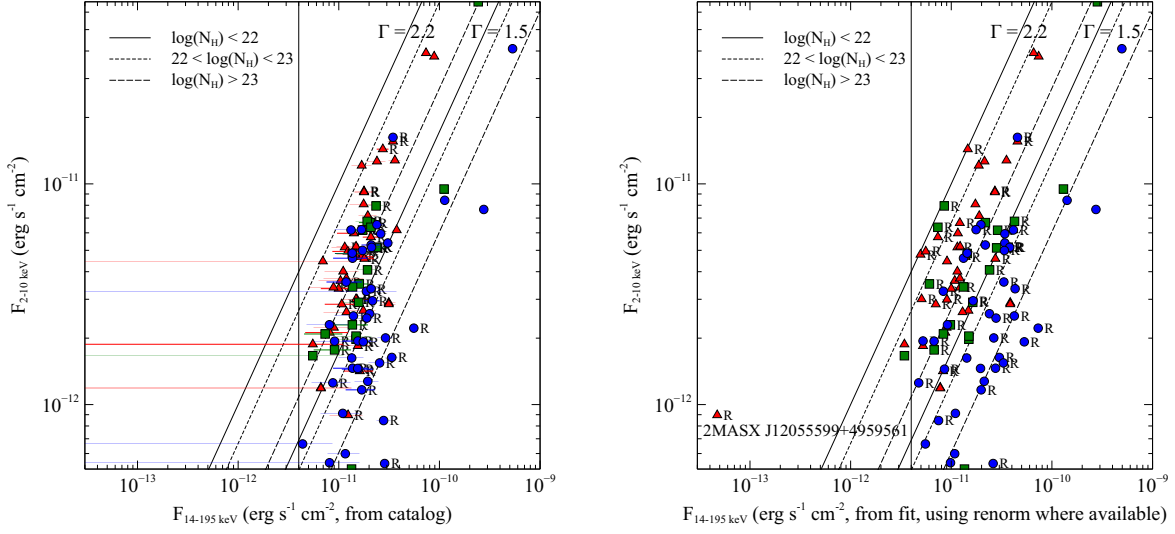 log(N_H) < 22
22 < log(N_H) < 23
log(N_H) > 23
Γ = 2.2
Γ = 1.5
10⁻¹¹
10⁻¹²
F_2-10 keV (erg s⁻¹ cm⁻²)
R
10⁻¹³
10⁻¹²
10⁻¹¹
10⁻¹⁰
10⁻⁹
F_14-195 keV (erg s⁻¹ cm⁻², from catalog)
log(N_H) < 22
22 < log(N_H) < 23
log(N_H) > 23
Γ = 2.2
Γ = 1.5
10⁻¹¹
10⁻¹²
F_2-10 keV (erg s⁻¹ cm⁻²)
R
2MASX J12055599+4959561
10⁻¹³
10⁻¹²
10⁻¹¹
10⁻¹⁰
10⁻⁹
F_14-195 keV (erg s⁻¹ cm⁻², from fit, using renorm where available)